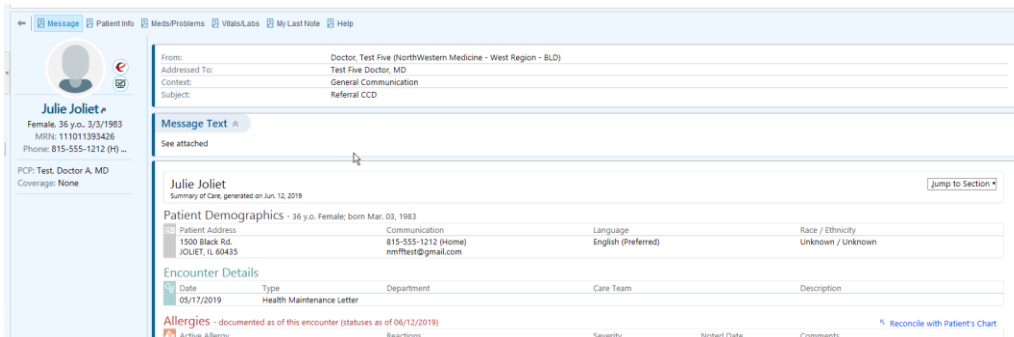 Message Patient Info Meds/Problems Vitals/Labs My Last Note Help
Julie Joliet
Female, 36 y.o., 3/3/1983
MRN: 111011393426
Phone: 815-555-1212 (H) ...
PCP: Test, Doctor A, MD
Coverage: None
From: Doctor, Test Five (NorthWestern Medicine - West Region - BLD)
Addressed To: Test Five Doctor, MD
Context: General Communication
Subject: Referral CCD
Message Text
See attached
Julie Joliet
Jump to Section
Summary of Care, generated on Jun. 12, 2019
Patient Demographics - 36 y.o. Female; born Mar. 03, 1983
Patient Address Communication Language Race / Ethnicity
1500 Black Rd. 815-555-1212 (Home) English (Preferred) Unknown / Unknown
JOLIET, IL 60435 nmfftest@gmail.com
Encounter Details
Date Type Department Care Team Description
05/17/2019 Health Maintenance Letter
Allergies - documented as of this encounter (statuses as of 06/12/2019) Reconcile with Patient's Chart
Active Allergy Reactions Severity Noted Date Comments